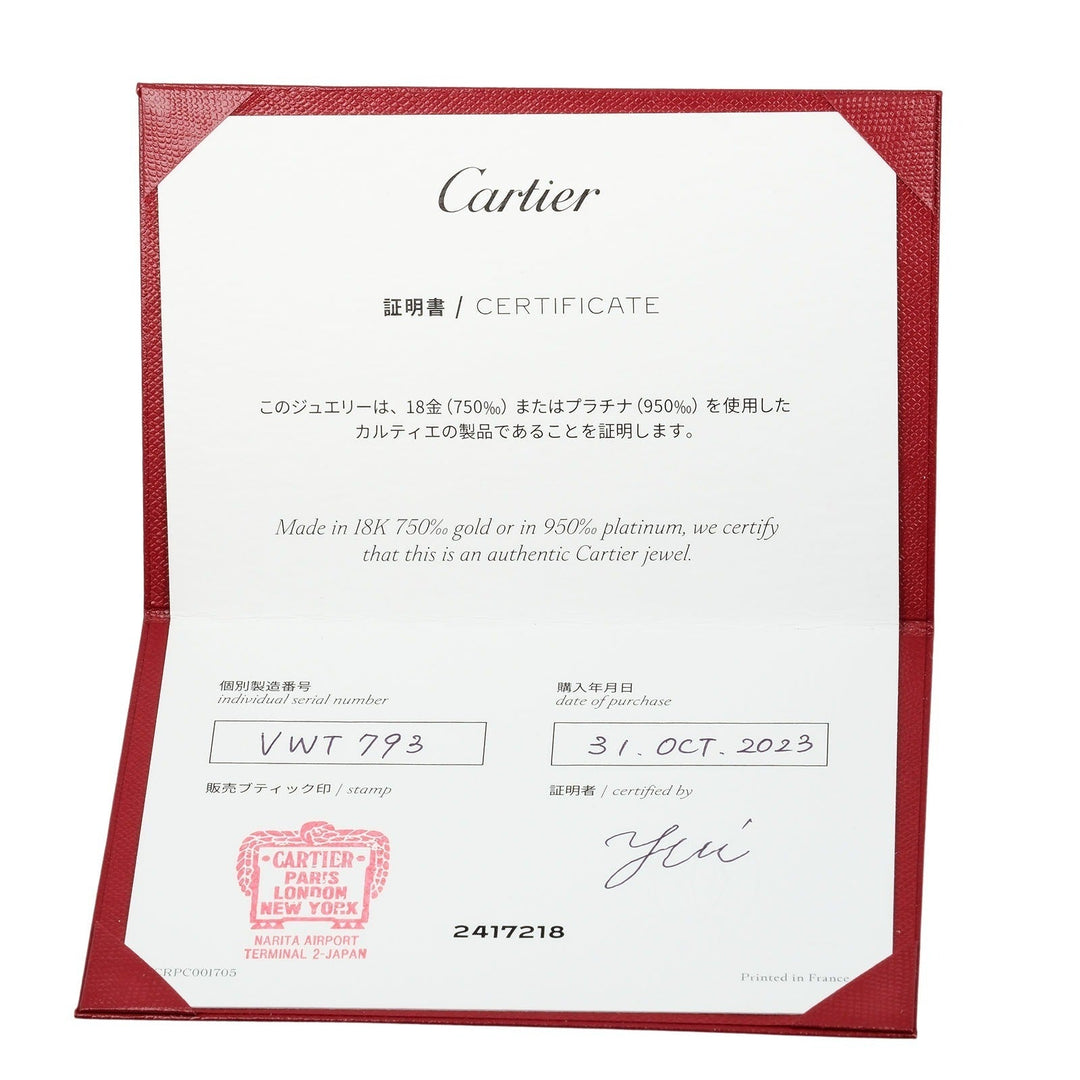 Cartier
証明書 / CERTIFICATE
このジュエリーは、18金(750‰)またはプラチナ(950‰)を使用した
カルティエの製品であることを証明します。
Made in 18K 750‰ gold or in 950‰ platinum, we certify
that this is an authentic Cartier jewel.
個別製造番号
individual serial number
VWT 793
購入年月日
date of purchase
31. OCT. 2023
販売ブティック印 / stamp
CARTIER
PARIS
LONDON
NEW YORK
NARITA AIRPORT
TERMINAL 2-JAPAN
証明者 / certified by
Yui
2417218
CRPC001705
Printed in France